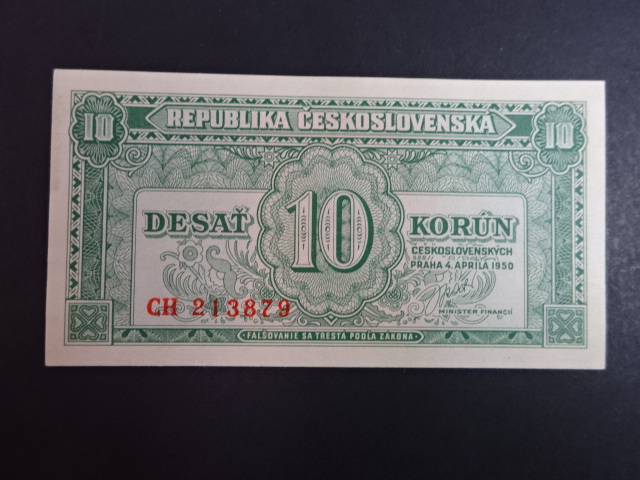 10 REPUBLIKA ČESKOSLOVENSKÁ 10
DESAŤ 10 KORÚN
ČESKOSLOVENSKÝCH
PRAHA 4. APRÍLA 1950
CH 213879
MINISTER FINANCIÍ
FALŠOVANIE SA TRESTÁ PODĽA ZÁKONA